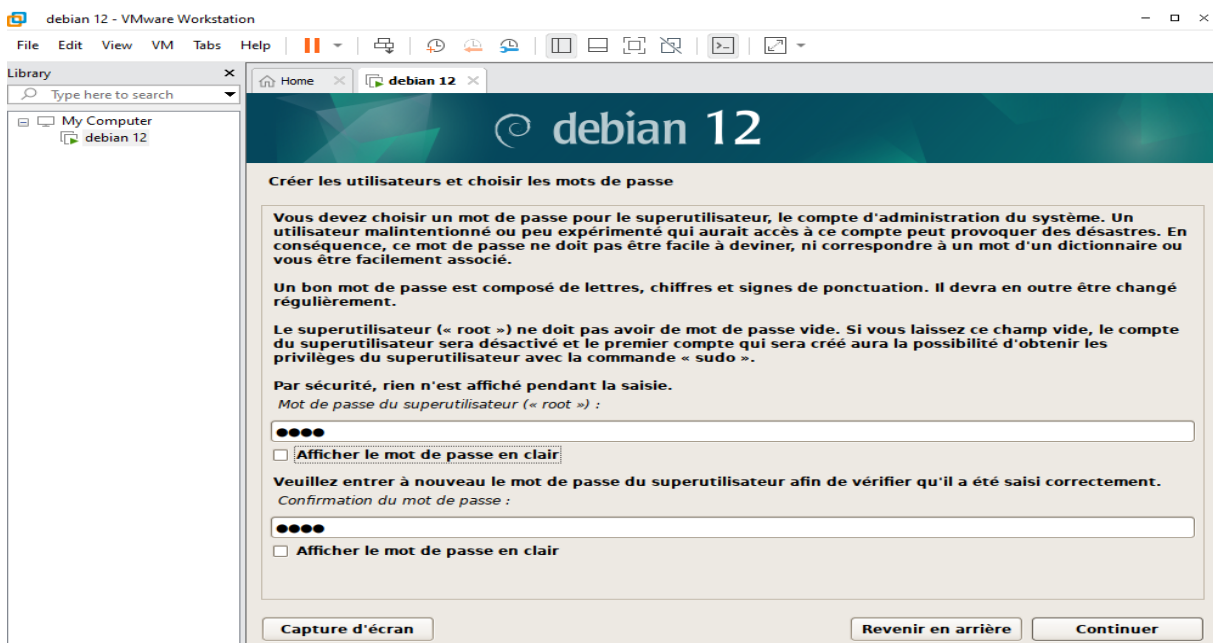 debian 12 - VMware Workstation
File Edit View VM Tabs Help
Library
Type here to search
My Computer
debian 12
Home
debian 12
debian 12
Créer les utilisateurs et choisir les mots de passe
Vous devez choisir un mot de passe pour le superutilisateur, le compte d'administration du système. Un
utilisateur malintentionné ou peu expérimenté qui aurait accès à ce compte peut provoquer des désastres. En
conséquence, ce mot de passe ne doit pas être facile à deviner, ni correspondre à un mot d'un dictionnaire ou
vous être facilement associé.
Un bon mot de passe est composé de lettres, chiffres et signes de ponctuation. Il devra en outre être changé
régulièrement.
Le superutilisateur (« root ») ne doit pas avoir de mot de passe vide. Si vous laissez ce champ vide, le compte
du superutilisateur sera désactivé et le premier compte qui sera créé aura la possibilité d'obtenir les
privilèges du superutilisateur avec la commande « sudo ».
Par sécurité, rien n'est affiché pendant la saisie.
Mot de passe du superutilisateur (« root ») :
●●●●
Afficher le mot de passe en clair
Veuillez entrer à nouveau le mot de passe du superutilisateur afin de vérifier qu'il a été saisi correctement.
Confirmation du mot de passe :
●●●●
Afficher le mot de passe en clair
Capture d'écran
Revenir en arrière
Continuer